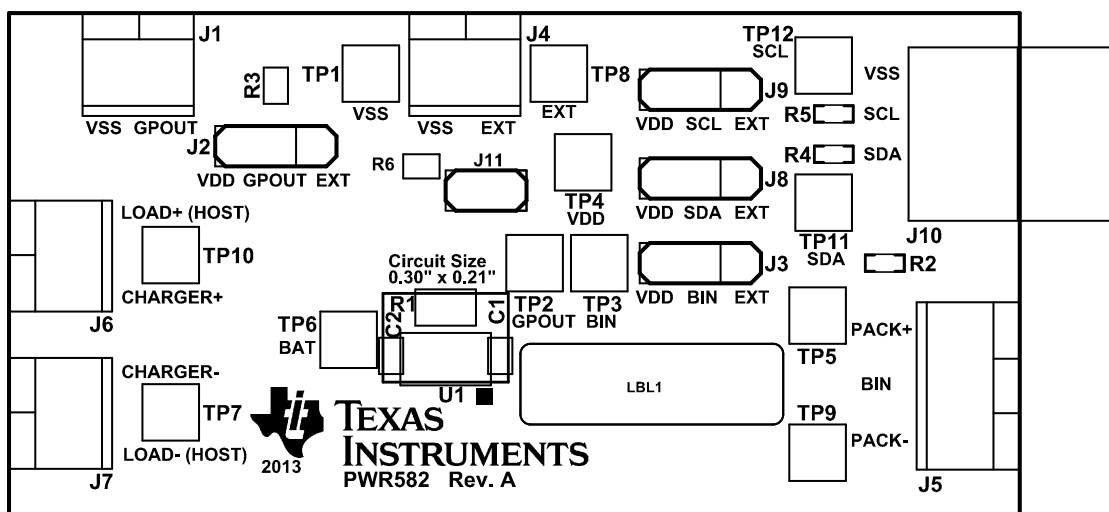 J1
J4
TP12
SCL
R3
TP1
VSS
TP8
EXT
J9
VDD SCL EXT
VSS
R5
SCL
R4
SDA
VSS GPOUT
VSS EXT
J2
VDD GPOUT EXT
R6
J11
TP4
VDD
J8
VDD SDA EXT
TP11
SDA
J10
R2
LOAD+ (HOST)
TP10
CHARGER+
J6
Circuit Size
0.30" x 0.21"
R1
C2
C1
U1
TP6
BAT
TP2
GPOUT
TP3
BIN
J3
VDD BIN EXT
TP5
PACK+
BIN
TP9
PACK-
J5
LBL1
CHARGER-
TP7
LOAD- (HOST)
J7
ti
2013
TEXAS
INSTRUMENTS
PWR582 Rev. A